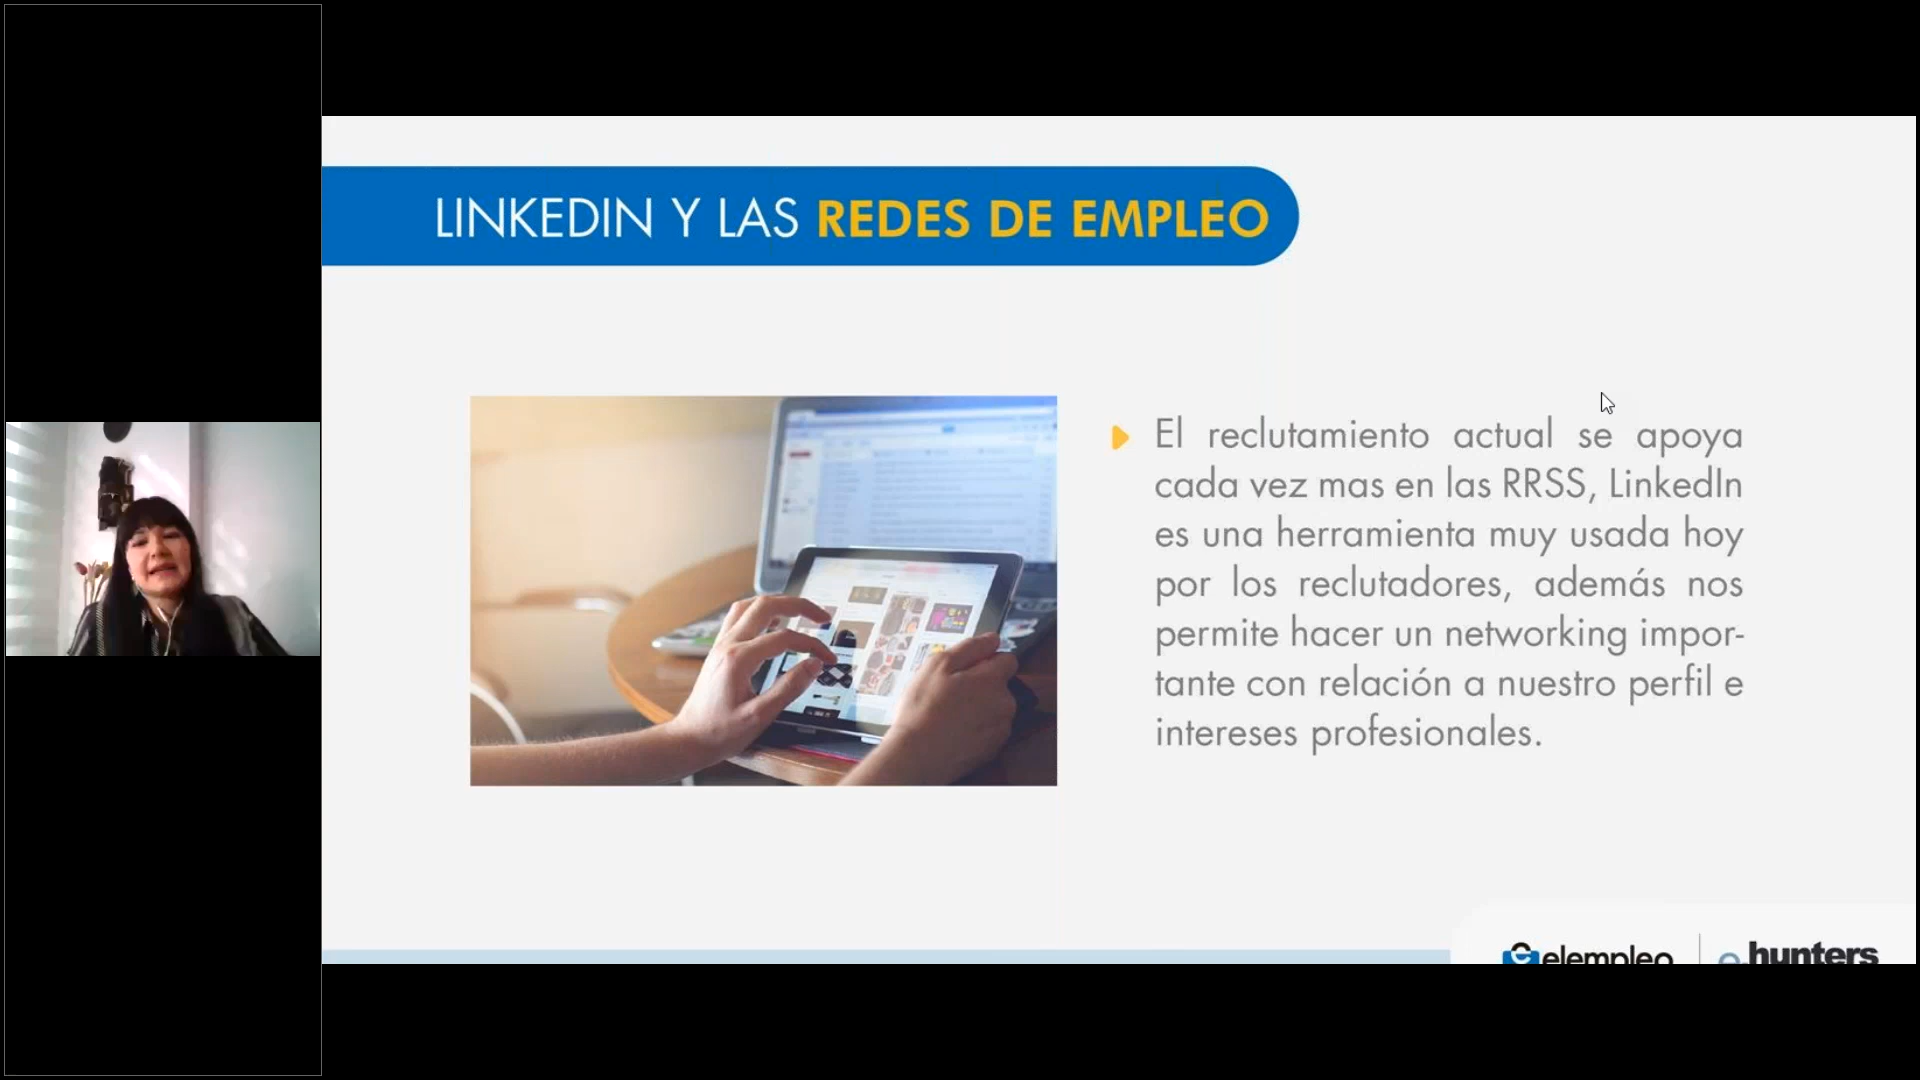 LINKEDIN Y LAS REDES DE EMPLEO
El reclutamiento actual se apoya
cada vez mas en las RRSS, LinkedIn
es una herramienta muy usada hoy
por los reclutadores, además nos
permite hacer un networking impor-
tante con relación a nuestro perfil e
intereses profesionales.
elempleo
e hunters